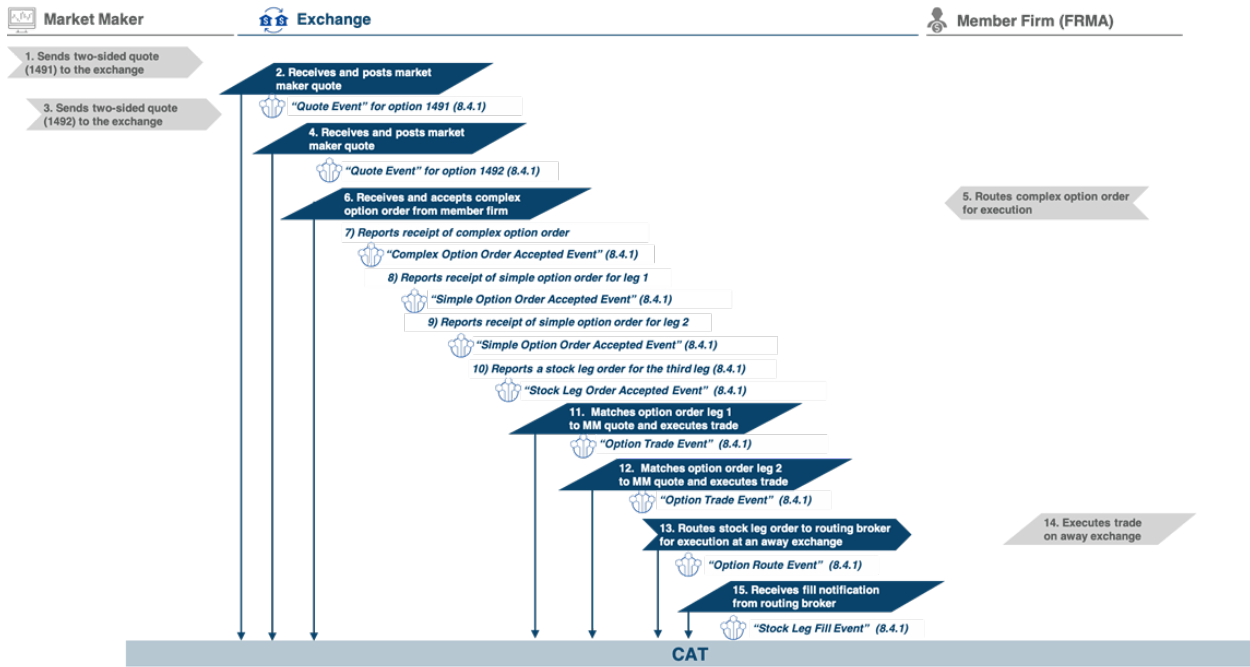 Market Maker
Exchange
Member Firm (FRMA)
1. Sends two-sided quote
(1491) to the exchange
2. Receives and posts market
maker quote
"Quote Event" for option 1491 (8.4.1)
3. Sends two-sided quote
(1492) to the exchange
4. Receives and posts market
maker quote
"Quote Event" for option 1492 (8.4.1)
5. Routes complex option order
for execution
6. Receives and accepts complex
option order from member firm
7) Reports receipt of complex option order
"Complex Option Order Accepted Event" (8.4.1)
8) Reports receipt of simple option order for leg 1
"Simple Option Order Accepted Event" (8.4.1)
9) Reports receipt of simple option order for leg 2
"Simple Option Order Accepted Event" (8.4.1)
10) Reports a stock leg order for the third leg (8.4.1)
"Stock Leg Order Accepted Event" (8.4.1)
11. Matches option order leg 1
to MM quote and executes trade
"Option Trade Event" (8.4.1)
12. Matches option order leg 2
to MM quote and executes trade
"Option Trade Event" (8.4.1)
13. Routes stock leg order to routing broker
for execution at an away exchange
"Option Route Event" (8.4.1)
14. Executes trade
on away exchange
15. Receives fill notification
from routing broker
"Stock Leg Fill Event" (8.4.1)
CAT